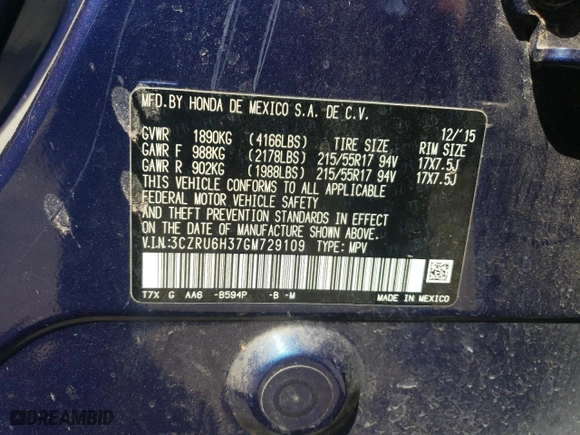 MFD.BY HONDA DE MEXICO S.A. DE C.V.
12/'15
GVWR 1890KG (4166LBS) TIRE SIZE RIM SIZE
GAWR F 988KG (2178LBS) 215/55R17 94V 17X7.5J
GAWR R 902KG (1988LBS) 215/55R17 94V 17X7.5J
THIS VEHICLE CONFORMS TO ALL APPLICABLE
FEDERAL MOTOR VEHICLE SAFETY
AND THEFT PREVENTION STANDARDS IN EFFECT
ON THE DATE OF MANUFACTURE SHOWN ABOVE.
V.I.N:3CZRU6H37GM729109 TYPE: MPV
T7X G AA6 -B594P -B -M MADE IN MEXICO
DREAMBID